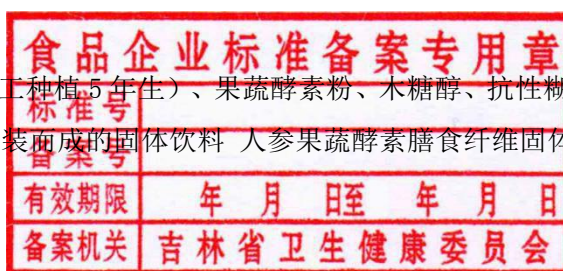 食品企业标准备案专用章
工种植 5 年生）、果蔬酵素粉、木糖醇、抗性糊
标准号
装而成的固体饮料 人参果蔬酵素膳食纤维固体
备案号
有效期限 年 月 日至 年 月 日
备案机关 吉林省卫生健康委员会